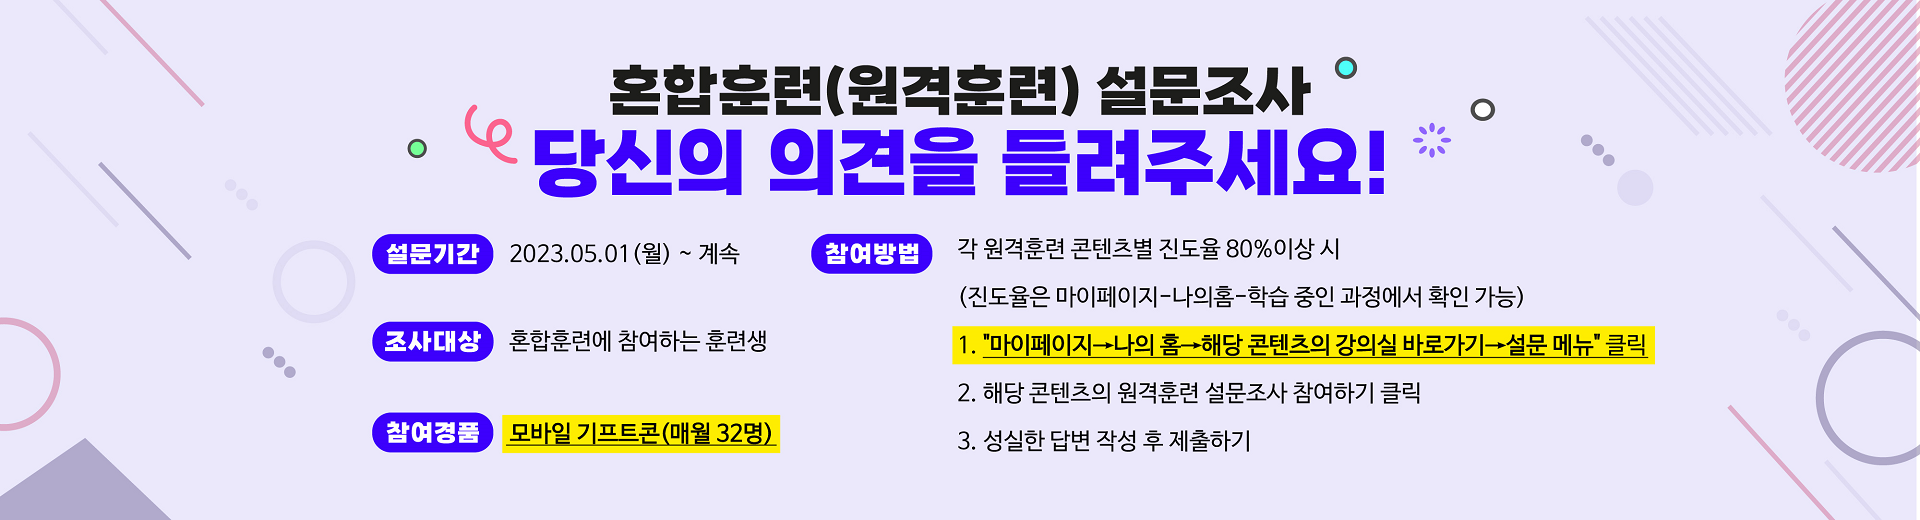 혼합훈련(원격훈련) 설문조사
당신의 의견을 들려주세요!
설문기간 2023.05.01(월) ~ 계속
조사대상 혼합훈련에 참여하는 훈련생
참여경품 모바일 기프트콘(매월 32명)
참여방법 각 원격훈련 콘텐츠별 진도율 80%이상 시
(진도율은 마이페이지-나의홈-학습 중인 과정에서 확인 가능)
1. "마이페이지→나의 홈→해당 콘텐츠의 강의실 바로가기→설문 메뉴" 클릭
2. 해당 콘텐츠의 원격훈련 설문조사 참여하기 클릭
3. 성실한 답변 작성 후 제출하기